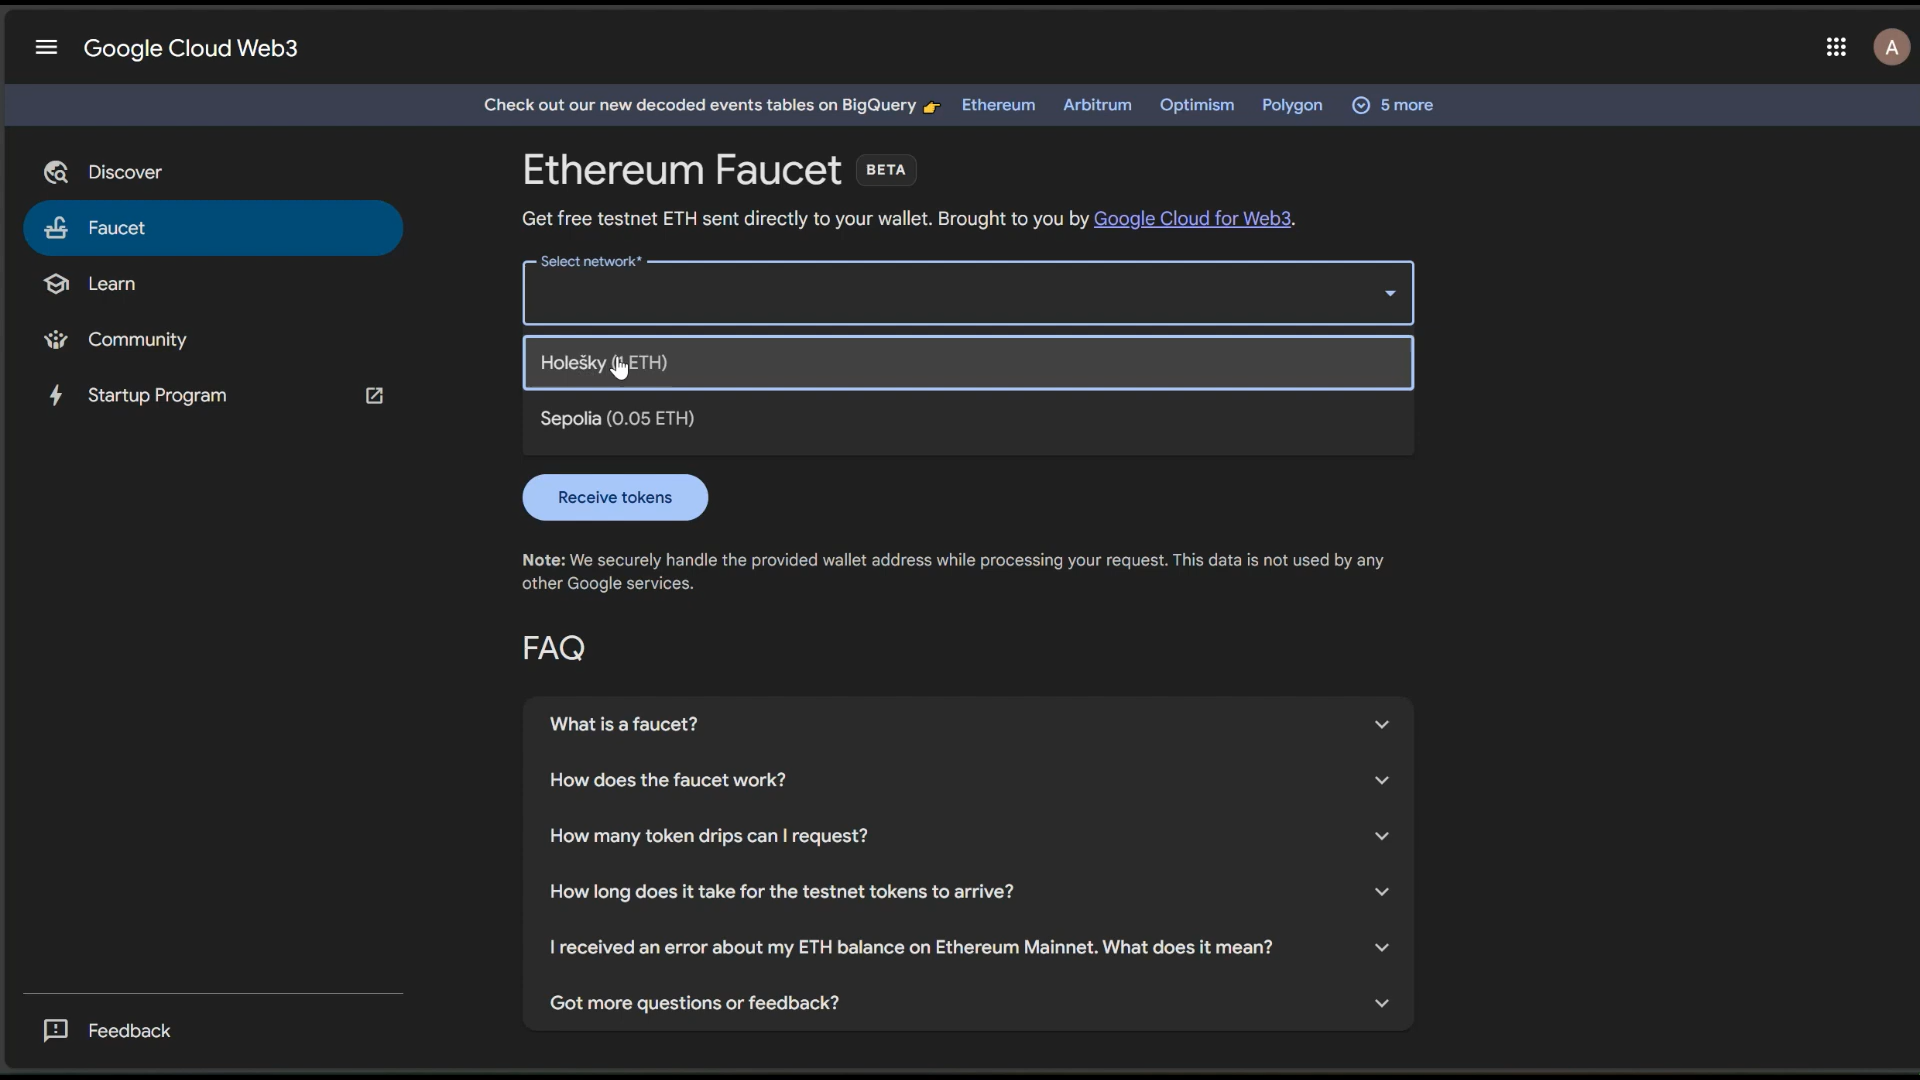 Google Cloud Web3
A
Check out our new decoded events tables on BigQuery 👉 Ethereum Arbitrum Optimism Polygon 5 more
Discover
Faucet
Learn
Community
Startup Program
Ethereum Faucet BETA
Get free testnet ETH sent directly to your wallet. Brought to you by Google Cloud for Web3.
Select network*
Holešky ( ETH)
Sepolia (0.05 ETH)
Receive tokens
Note: We securely handle the provided wallet address while processing your request. This data is not used by any
other Google services.
FAQ
What is a faucet?
How does the faucet work?
How many token drips can I request?
How long does it take for the testnet tokens to arrive?
I received an error about my ETH balance on Ethereum Mainnet. What does it mean?
Got more questions or feedback?
Feedback